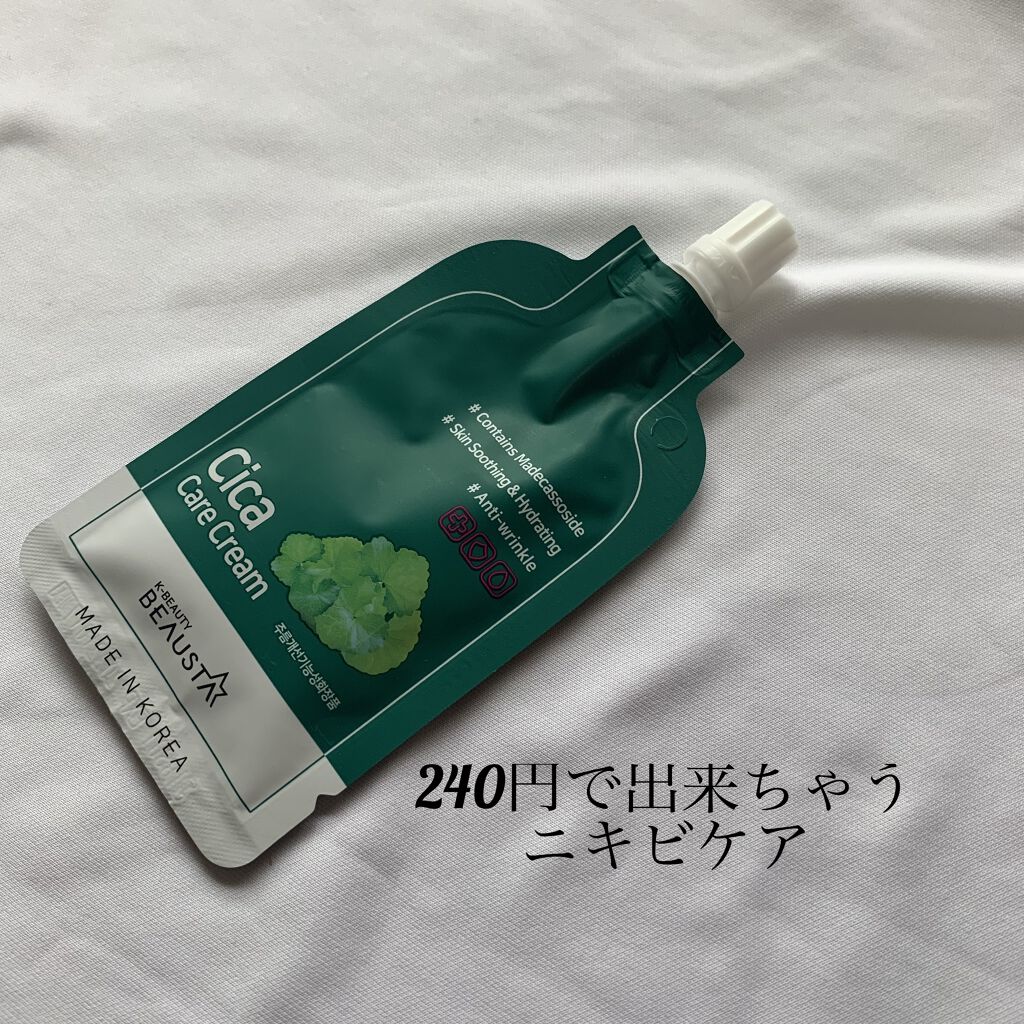 # Contains Madecassoside
# Skin Soothing & Hydrating
# Anti-wrinkle
Cica
Care Cream
주름개선기능성화장품
K-BEAUTY
BEAUSTA
MADE IN KOREA
240円で出来ちゃう
ニキビケア